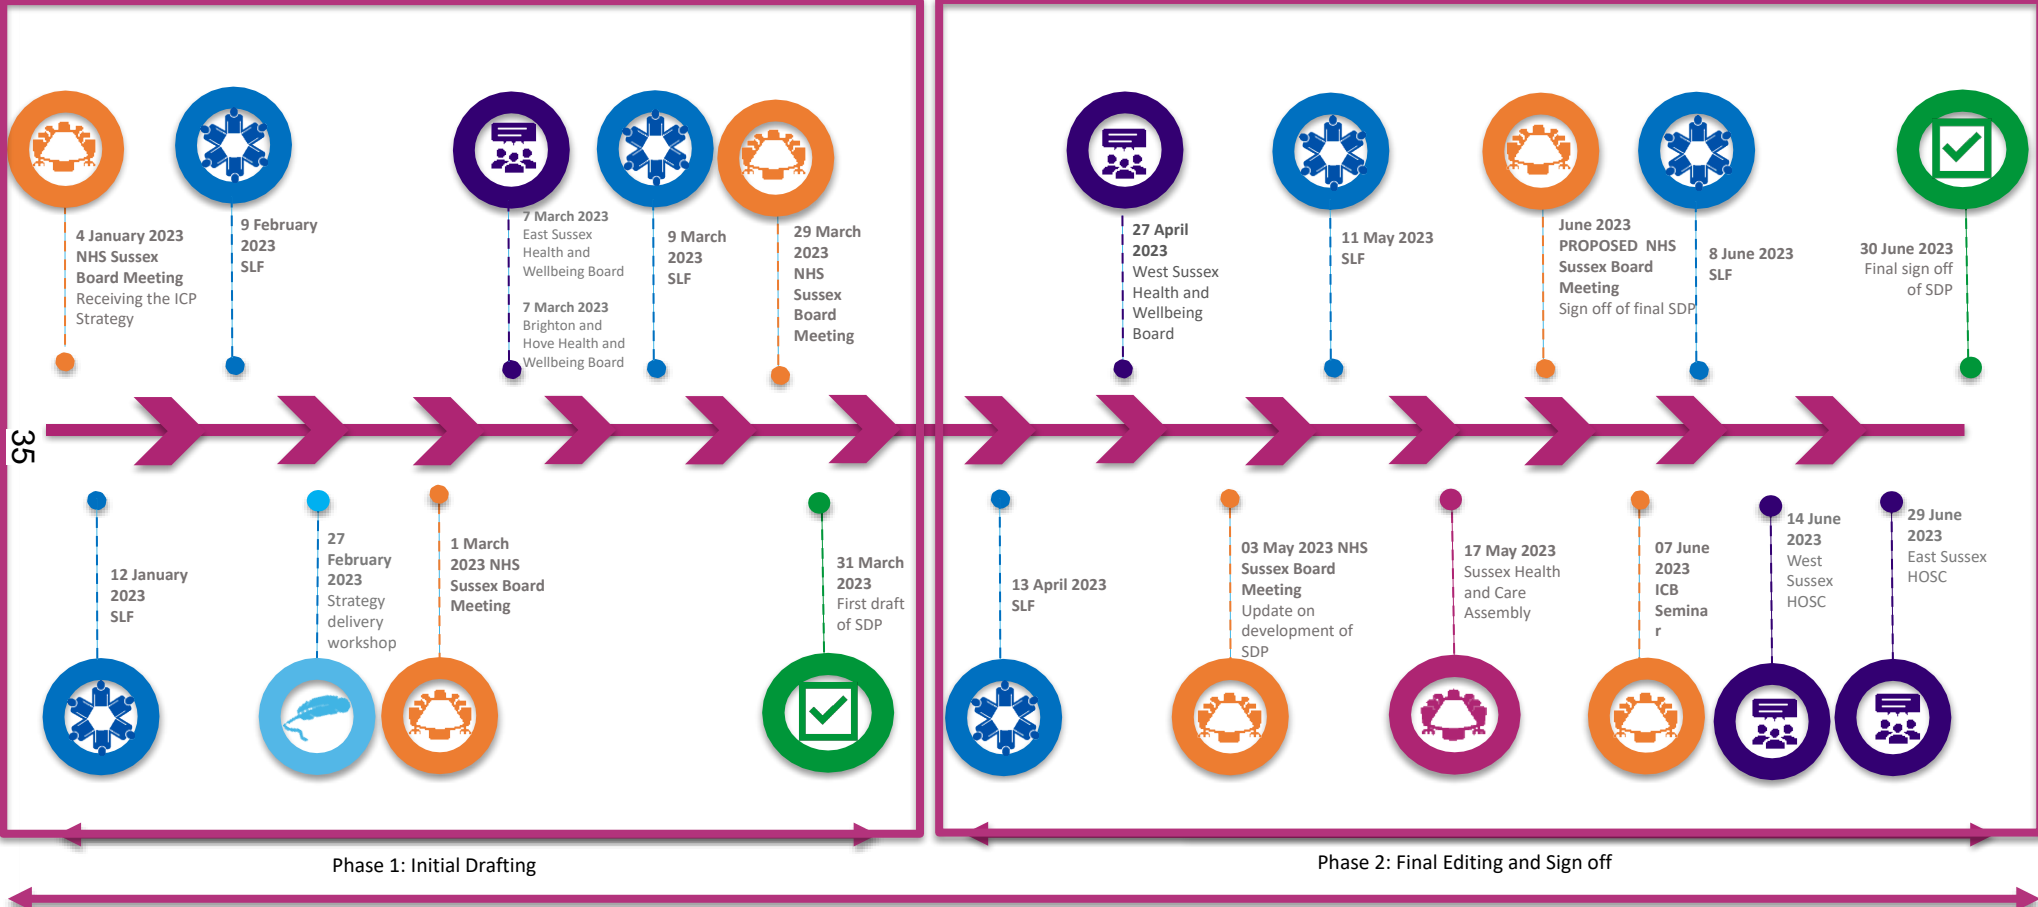 4 January 2023
NHS Sussex
Board Meeting
Receiving the ICP
Strategy
9 February
2023
SLF
7 March 2023
East Sussex
Health and
Wellbeing Board
7 March 2023
Brighton and
Hove Health and
Wellbeing Board
9 March
2023
SLF
29 March
2023
NHS
Sussex
Board
Meeting
27 April
2023
West Sussex
Health and
Wellbeing
Board
11 May 2023
SLF
June 2023
PROPOSED NHS
Sussex Board
Meeting
Sign off of final SDP
8 June 2023
SLF
30 June 2023
Final sign off
of SDP
35
12 January
2023
SLF
27
February
2023
Strategy
delivery
workshop
1 March
2023 NHS
Sussex Board
Meeting
31 March
2023
First draft
of SDP
13 April 2023
SLF
03 May 2023 NHS
Sussex Board
Meeting
Update on
development of
SDP
17 May 2023
Sussex Health
and Care
Assembly
07 June
2023
ICB
Semina
r
14 June
2023
West
Sussex
HOSC
29 June
2023
East Sussex
HOSC
Phase 1: Initial Drafting
Phase 2: Final Editing and Sign off